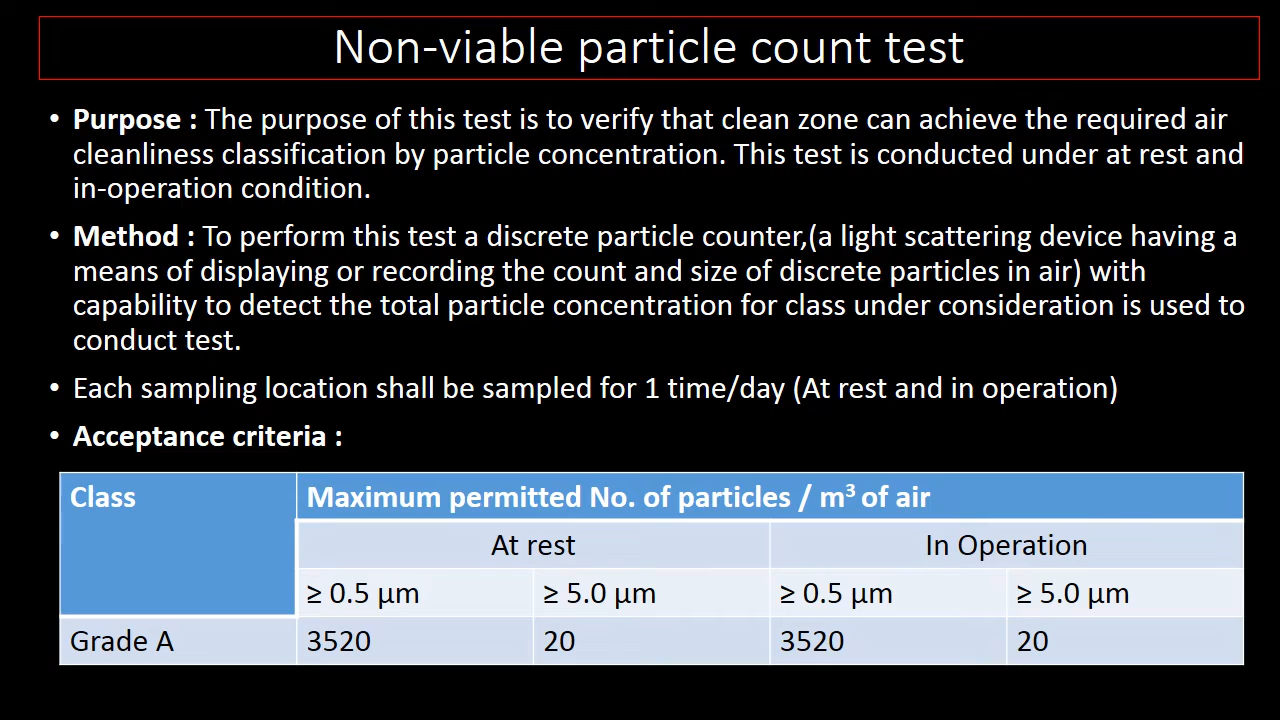 Non-viable particle count test
• Purpose : The purpose of this test is to verify that clean zone can achieve the required air
cleanliness classification by particle concentration. This test is conducted under at rest and
in-operation condition.
• Method : To perform this test a discrete particle counter,(a light scattering device having a
means of displaying or recording the count and size of discrete particles in air) with
capability to detect the total particle concentration for class under consideration is used to
conduct test.
• Each sampling location shall be sampled for 1 time/day (At rest and in operation)
• Acceptance criteria :
Class Maximum permitted No. of particles / m³ of air
At rest In Operation
≥ 0.5 µm ≥ 5.0 µm ≥ 0.5 µm ≥ 5.0 µm
Grade A 3520 20 3520 20